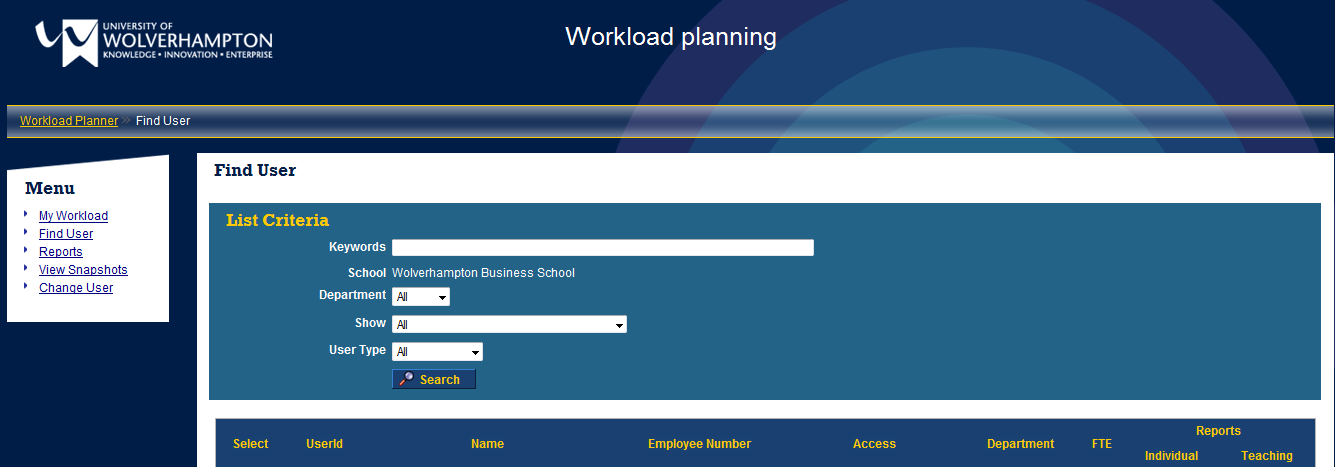 UNIVERSITY OF
WOLVERHAMPTON
KNOWLEDGE • INNOVATION • ENTERPRISE
Workload planning
Workload Planner » Find User
Menu
My Workload
Find User
Reports
View Snapshots
Change User
Find User
List Criteria
Keywords
School Wolverhampton Business School
Department All
Show All
User Type All
Search
Select UserId Name Employee Number Access Department FTE Reports
Individual Teaching